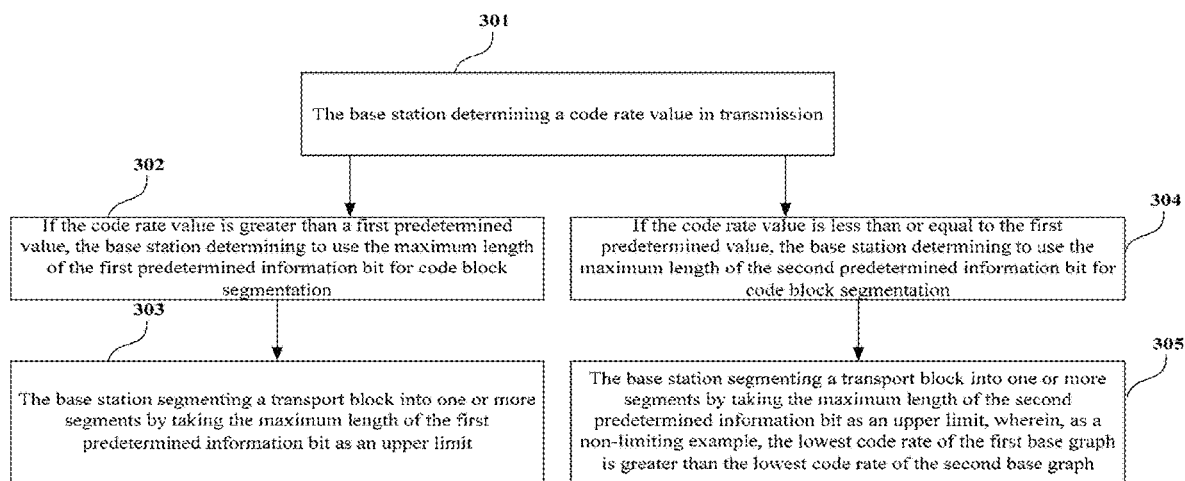 301
The base station determining a code rate value in transmission
302
If the code rate value is greater than a first predetermined
value, the base station determining to use the maximum length
of the first predetermined information bit for code block
segmentation
304
If the code rate value is less than or equal to the first
predetermined value, the base station determining to use the
maximum length of the second predetermined information bit for
code block segmentation
303
The base station segmenting a transport block into one or more
segments by taking the maximum length of the first
predetermined information bit as an upper limit
305
The base station segmenting a transport block into one or more
segments by taking the maximum length of the second
predetermined information bit as an upper limit, wherein, as a
non-limiting example, the lowest code rate of the first base graph
is greater than the lowest code rate of the second base graph